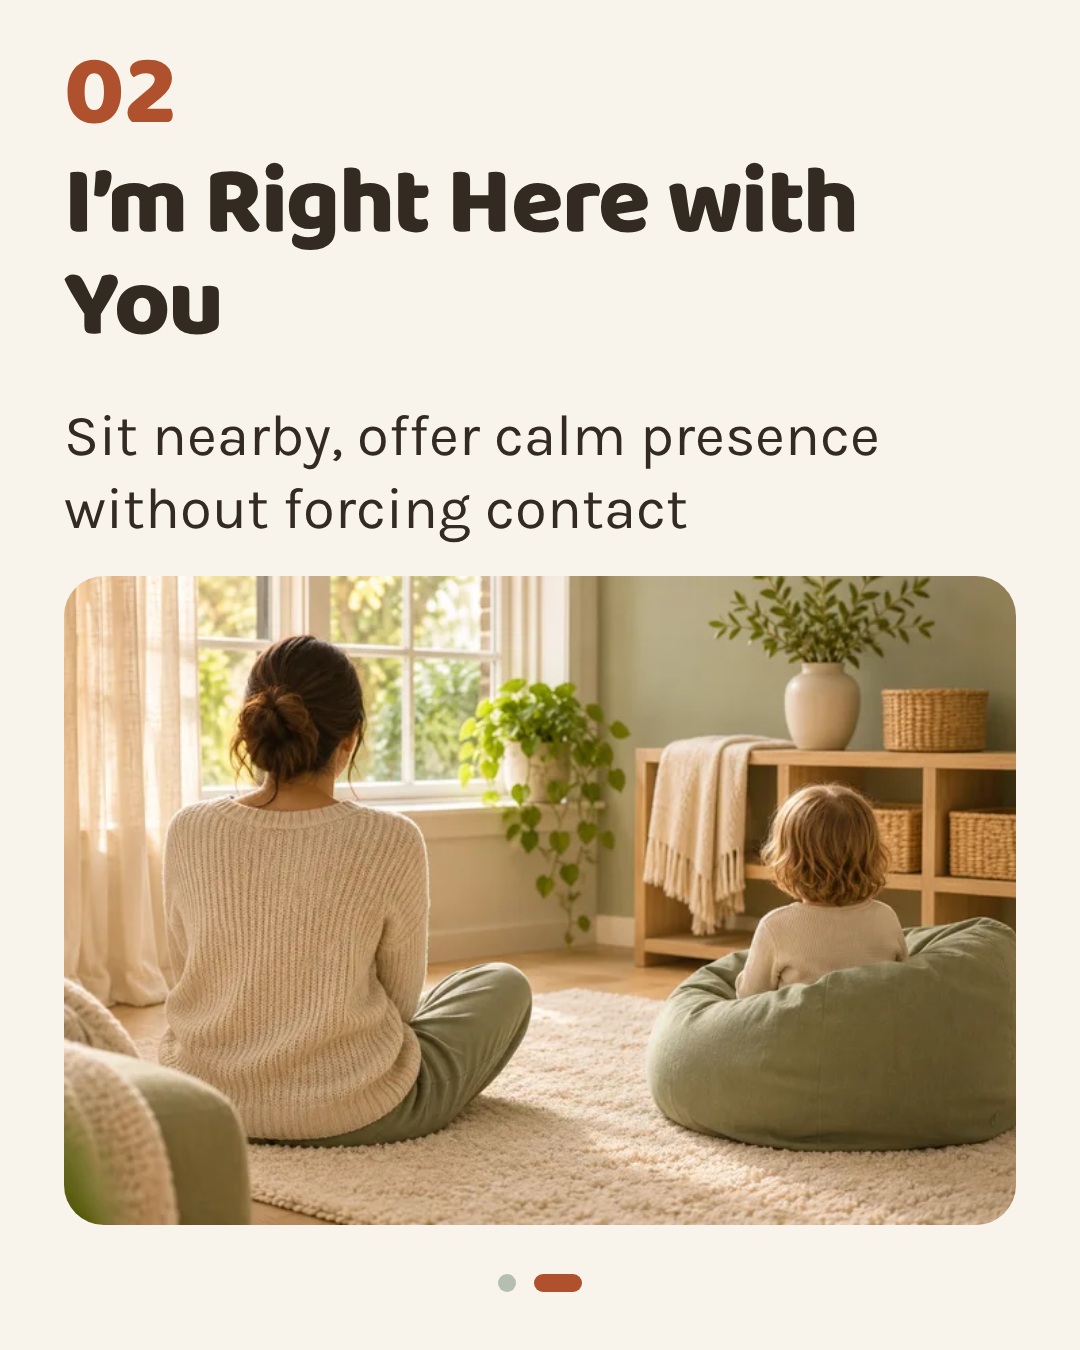 02
I’m Right Here with
You
Sit nearby, offer calm presence
without forcing contact